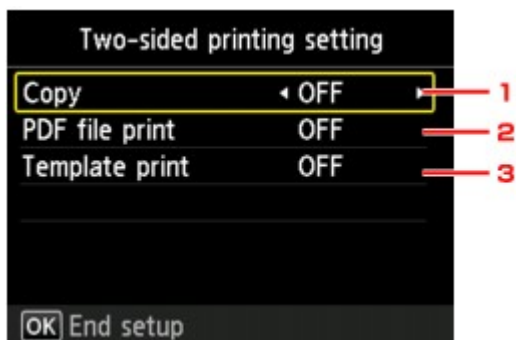 Two-sided printing setting
Copy OFF 1
PDF file print OFF 2
Template print OFF 3
OK End setup